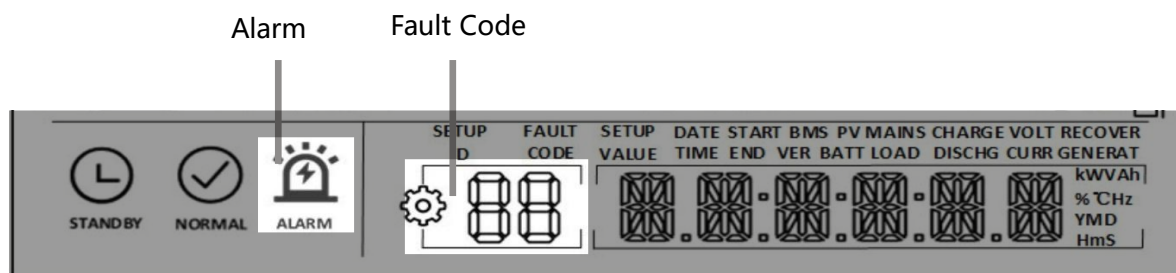 Alarm
Fault Code
SETUP FAULT SETUP DATE START BMS PV MAINS CHARGE VOLT RECOVER
D CODE VALUE TIME END VER BATT LOAD DISCHG CURR GENERAT
kWVAh
% ℃Hz
YMD
HmS
STANDBY NORMAL ALARM